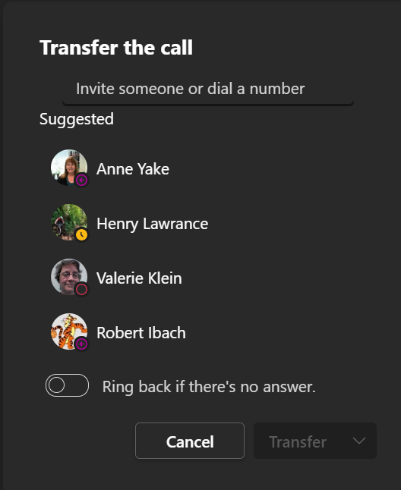 Transfer the call
Invite someone or dial a number
Suggested
Anne Yake
Henry Lawrance
Valerie Klein
Robert Ibach
Ring back if there's no answer.
Cancel
Transfer